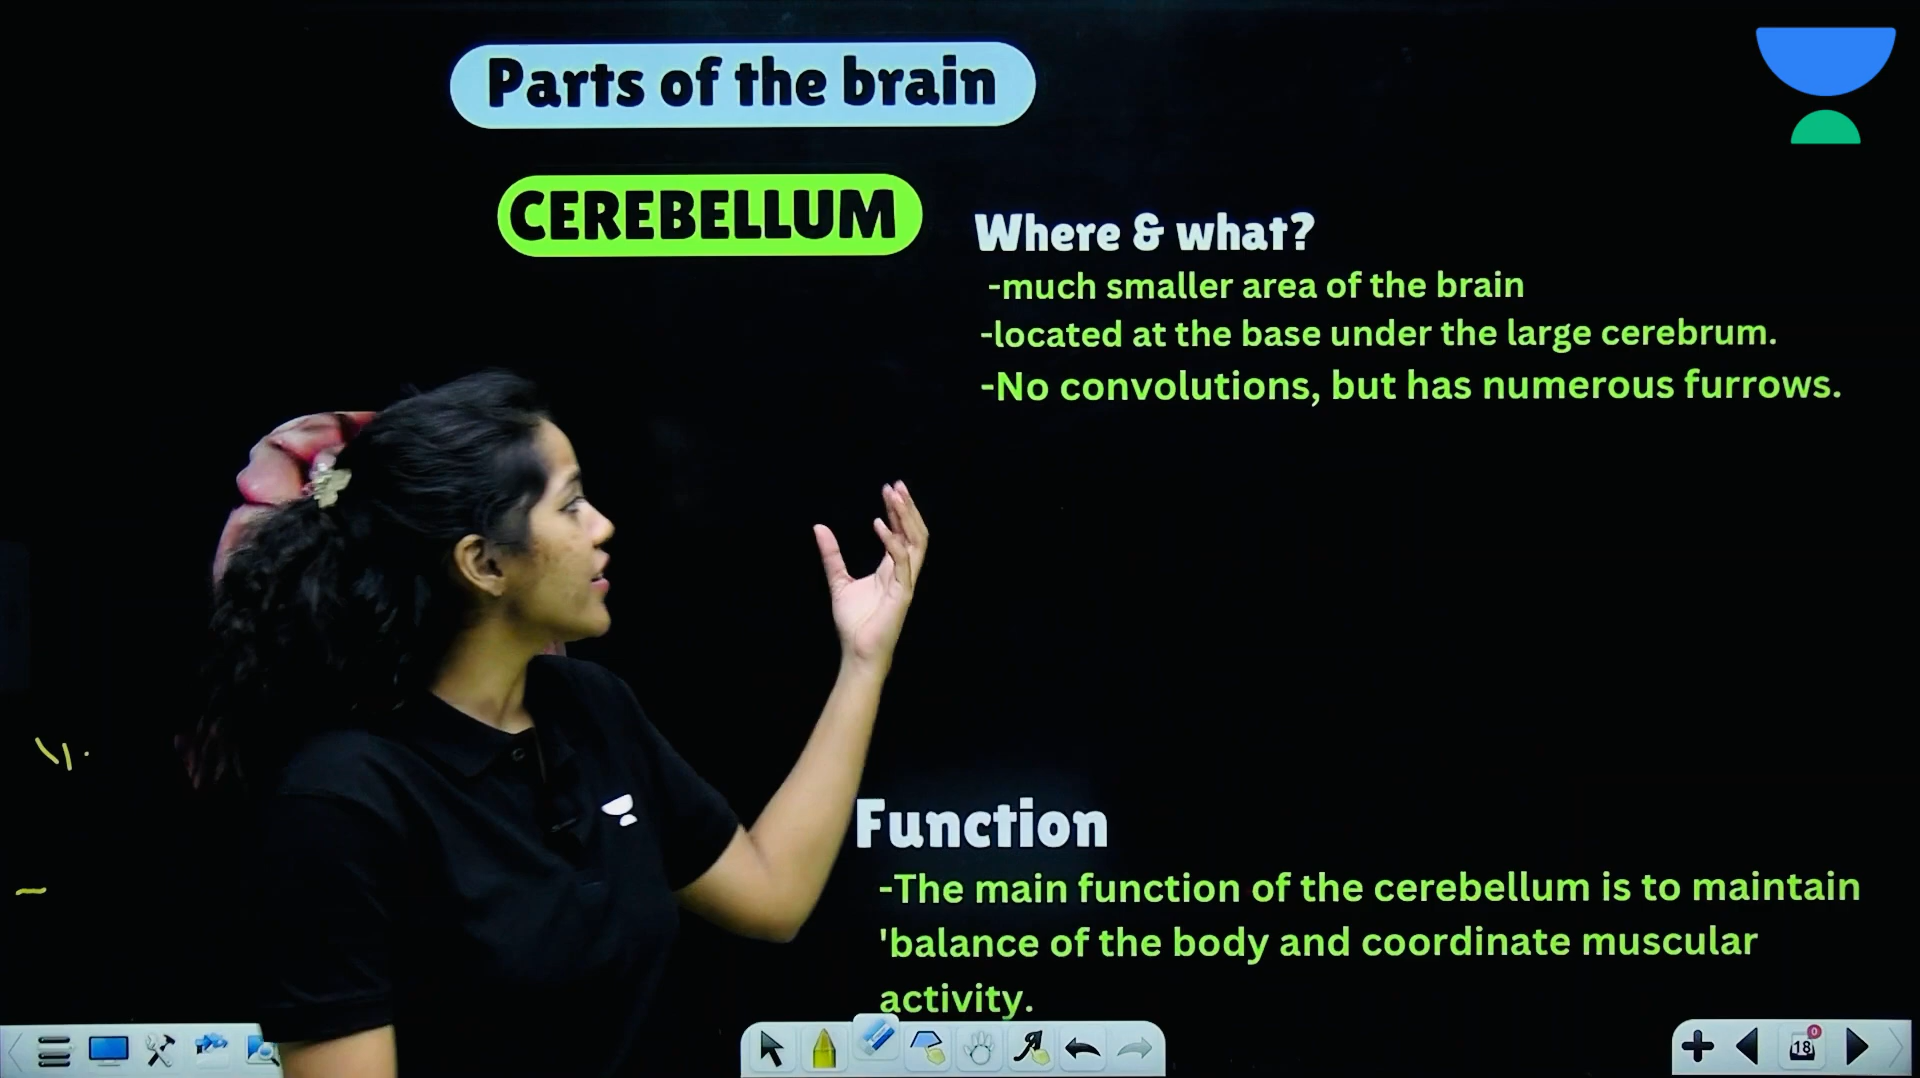 Parts of the brain
CEREBELLUM
Where & what?
-much smaller area of the brain
-located at the base under the large cerebrum.
-No convolutions, but has numerous furrows.
Function
-The main function of the cerebellum is to maintain
'balance of the body and coordinate muscular
activity.
0
18